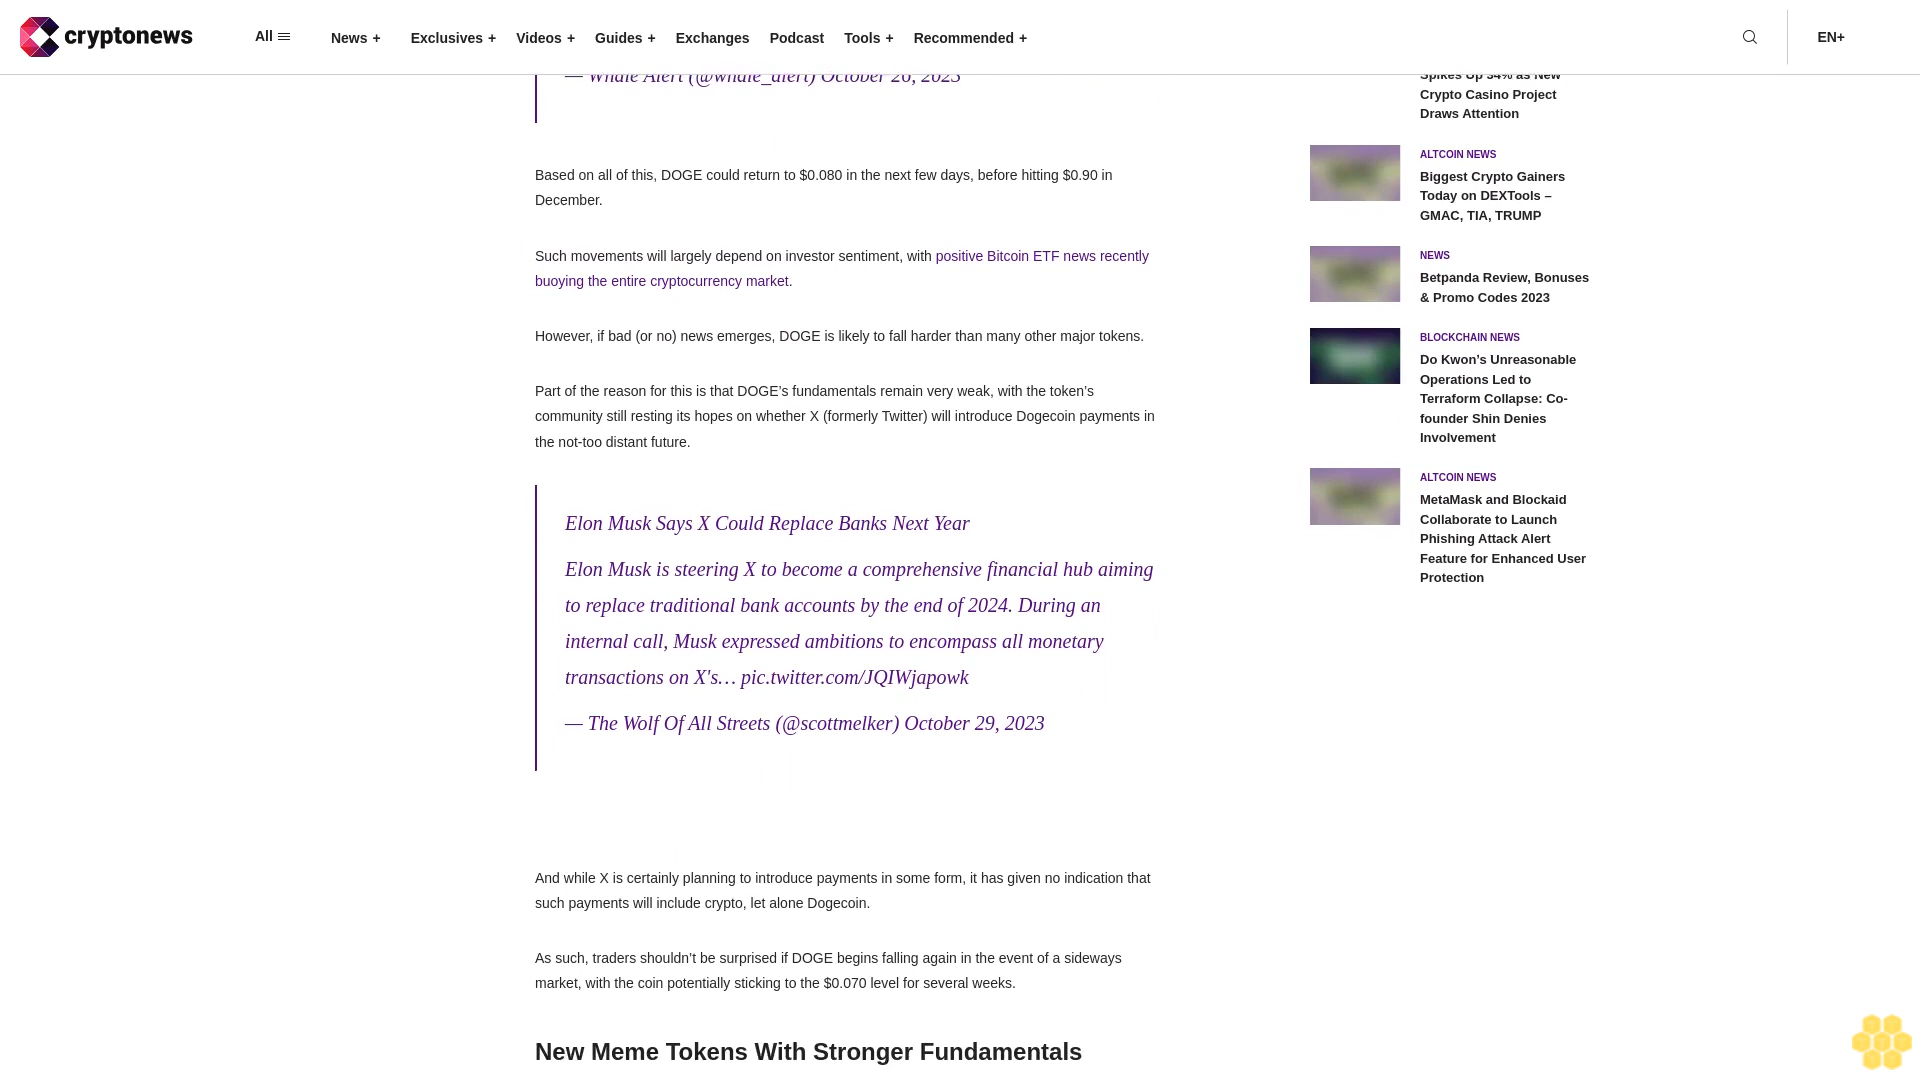 cryptonews
All
News +
Exclusives +
Videos +
Guides +
Exchanges
Podcast
Tools +
Recommended +
EN+
— Whale Alert (@whale_alert) October 26, 2023
Based on all of this, DOGE could return to $0.080 in the next few days, before hitting $0.90 in
December.
Such movements will largely depend on investor sentiment, with positive Bitcoin ETF news recently
buoying the entire cryptocurrency market.
However, if bad (or no) news emerges, DOGE is likely to fall harder than many other major tokens.
Part of the reason for this is that DOGE’s fundamentals remain very weak, with the token’s
community still resting its hopes on whether X (formerly Twitter) will introduce Dogecoin payments in
the not-too distant future.
Elon Musk Says X Could Replace Banks Next Year
Elon Musk is steering X to become a comprehensive financial hub aiming
to replace traditional bank accounts by the end of 2024. During an
internal call, Musk expressed ambitions to encompass all monetary
transactions on X's… pic.twitter.com/JQIWjapowk
— The Wolf Of All Streets (@scottmelker) October 29, 2023
And while X is certainly planning to introduce payments in some form, it has given no indication that
such payments will include crypto, let alone Dogecoin.
As such, traders shouldn’t be surprised if DOGE begins falling again in the event of a sideways
market, with the coin potentially sticking to the $0.070 level for several weeks.
New Meme Tokens With Stronger Fundamentals
Spikes Up 34% as New
Crypto Casino Project
Draws Attention
ALTCOIN NEWS
Biggest Crypto Gainers
Today on DEXTools –
GMAC, TIA, TRUMP
NEWS
Betpanda Review, Bonuses
& Promo Codes 2023
BLOCKCHAIN NEWS
Do Kwon’s Unreasonable
Operations Led to
Terraform Collapse: Co-
founder Shin Denies
Involvement
ALTCOIN NEWS
MetaMask and Blockaid
Collaborate to Launch
Phishing Attack Alert
Feature for Enhanced User
Protection